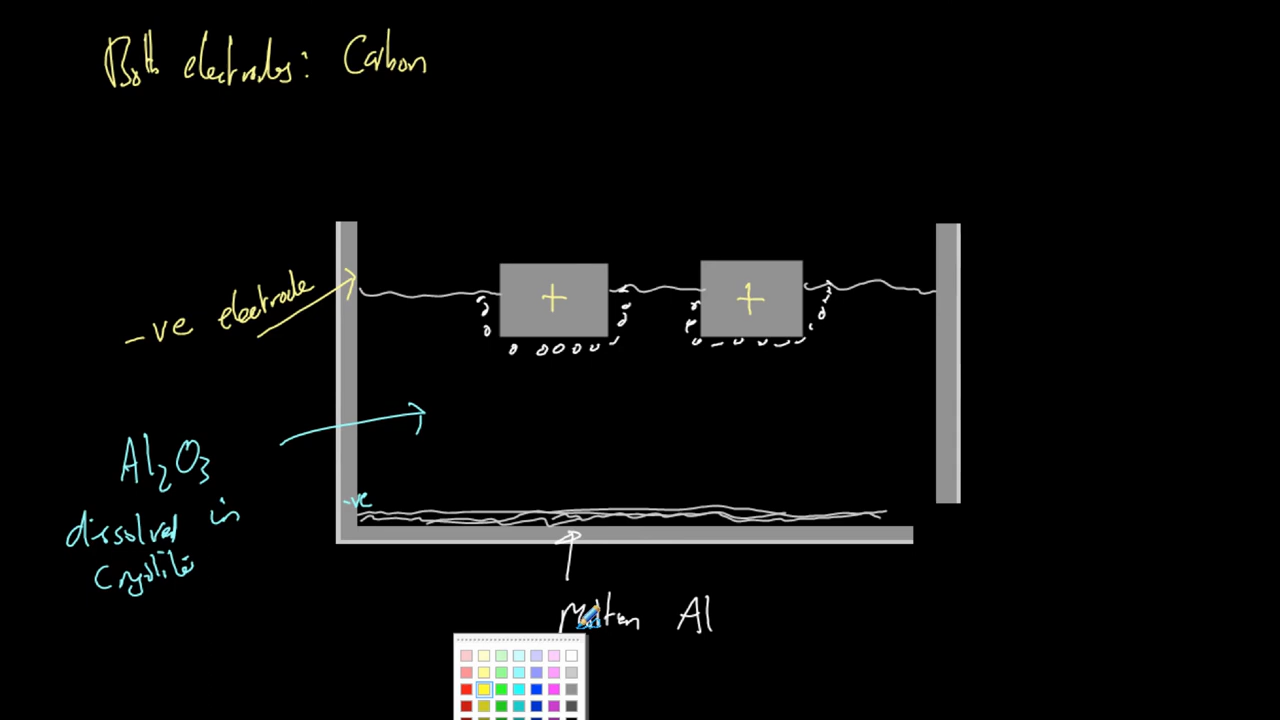 Both electrodes: Carbon
+ +
-ve electrode
Al2O3
dissolved in
Cryolite
-ve
molten Al